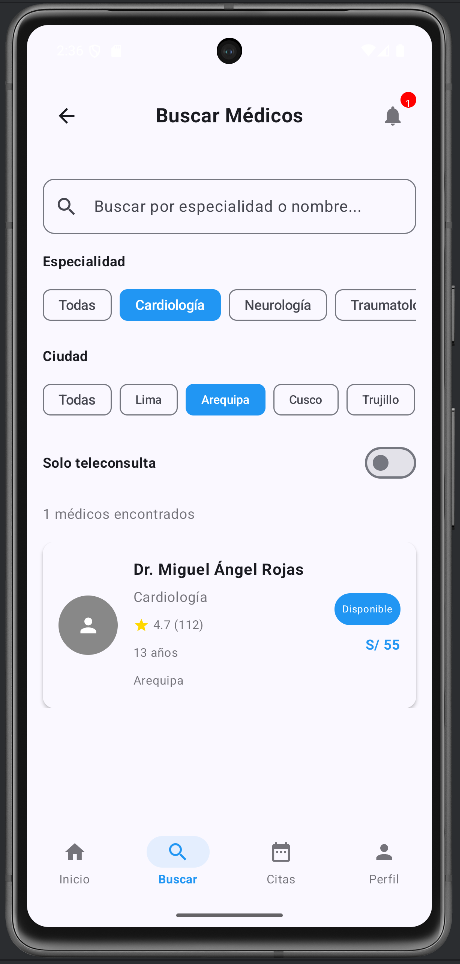 2:36
Buscar Médicos
1
Buscar por especialidad o nombre...
Especialidad
Todas Cardiología Neurología Traumatolo
Ciudad
Todas Lima Arequipa Cusco Trujillo
Solo teleconsulta
1 médicos encontrados
Dr. Miguel Ángel Rojas
Cardiología
4.7 (112)
Disponible
13 años
S/ 55
Arequipa
Inicio Buscar Citas Perfil